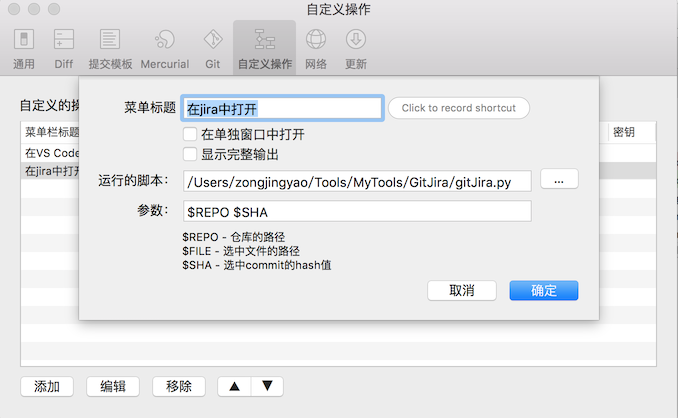 自定义操作
通用 Diff 提交模板 Mercurial Git 自定义操作 网络 更新
自定义的操
菜单栏标题 密钥
在VS Code
在jira中打开
菜单标题 在jira中打开 Click to record shortcut
在单独窗口中打开
显示完整输出
运行的脚本: /Users/zongjingyao/Tools/MyTools/GitJira/gitJira.py ...
参数: $REPO $SHA
$REPO - 仓库的路径
$FILE - 选中文件的路径
$SHA - 选中commit的hash值
取消 确定
添加 编辑 移除